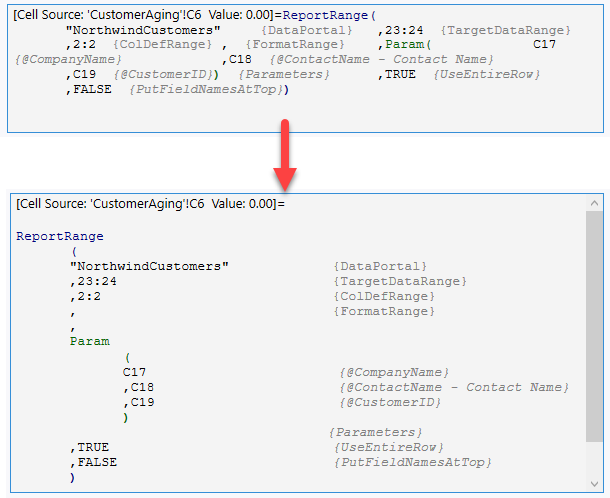 [Cell Source: 'CustomerAging'!C6  Value: 0.00]=ReportRange(
"NorthwindCustomers" {DataPortal} ,23:24 {TargetDataRange}
,2:2 {ColDefRange} , {FormatRange} ,Param( C17
{@CompanyName} ,C18 {@ContactName - Contact Name}
,C19 {@CustomerID}) {Parameters} ,TRUE {UseEntireRow}
,FALSE {PutFieldNamesAtTop})
[Cell Source: 'CustomerAging'!C6  Value: 0.00]=
ReportRange
(
"NorthwindCustomers" {DataPortal}
,23:24 {TargetDataRange}
,2:2 {ColDefRange}
, {FormatRange}
,
Param
(
C17 {@CompanyName}
,C18 {@ContactName - Contact Name}
,C19 {@CustomerID}
)
{Parameters}
,TRUE {UseEntireRow}
,FALSE {PutFieldNamesAtTop}
)